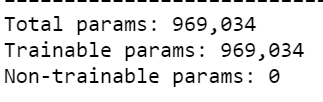 Total params: 969,034
Trainable params: 969,034
Non-trainable params: 0